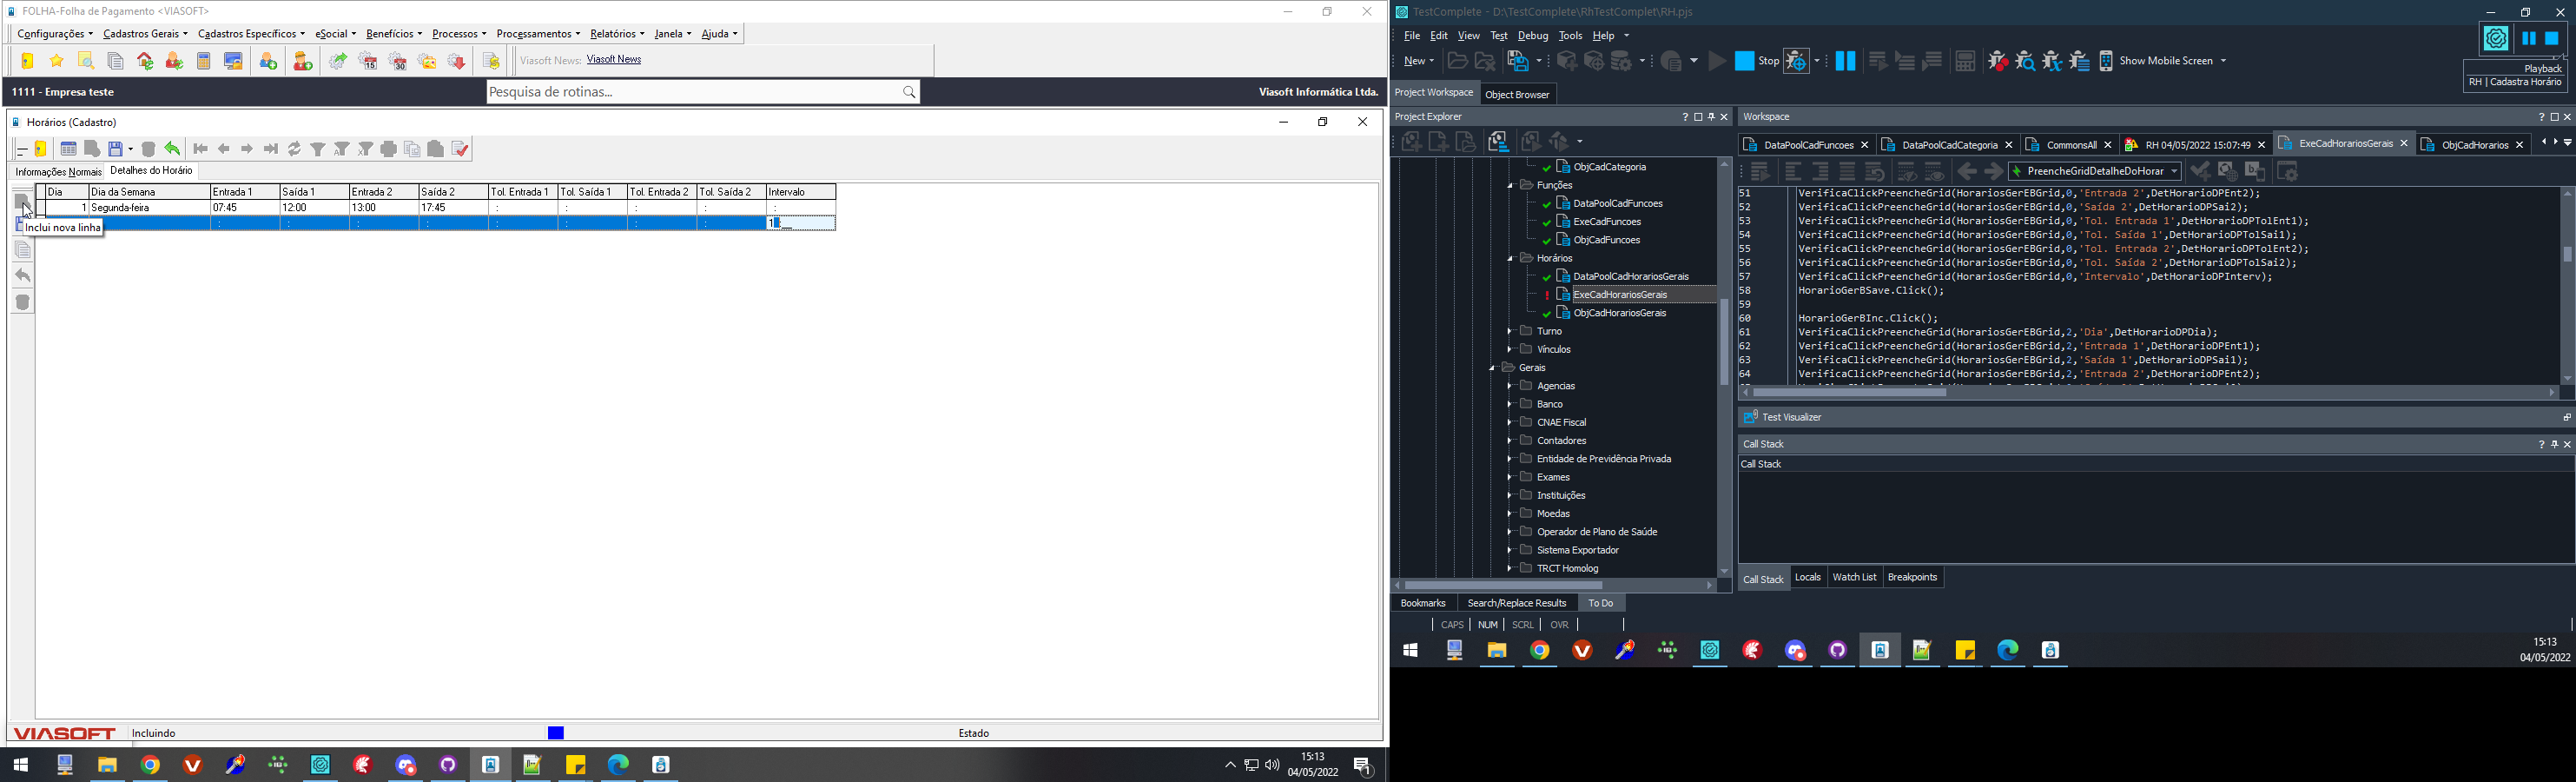 FOLHA-Folha de Pagamento <VIASOFT>
Configurações Cadastros Gerais Cadastros Específicos eSocial Benefícios Processos Processamentos Relatórios Janela Ajuda
15 30 Viasoft News: Viasoft News
1111 - Empresa teste Pesquisa de rotinas... Viasoft Informática Ltda.
Horários (Cadastro)
Informações Normais Detalhes do Horário
Dia Dia da Semana Entrada 1 Saída 1 Entrada 2 Saída 2 Tol. Entrada 1 Tol. Saída 1 Tol. Entrada 2 Tol. Saída 2 Intervalo
1 Segunda-feira 07:45 12:00 13:00 17:45 : : : : :
: : : : : : : : 1 :__
Inclui nova linha
VIASOFT Incluindo Estado
15:13
04/05/2022
1
TestComplete - D:\TestComplete\RhTestComplet\RH.pjs
File Edit View Test Tools Help
New Stop Show Mobile Screen
Playback
RH | Cadastra Horário
Project Workspace Object Browser
Project Explorer
ObjCadCategoria
Funções
DataPoolCadFuncoes
ExeCadFuncoes
ObjCadFuncoes
Horários
DataPoolCadHorariosGerais
ExeCadHorariosGerais
ObjCadHorariosGerais
Turno
Vínculos
Gerais
Agencias
Banco
CNAE Fiscal
Contadores
Entidade de Previdência Privada
Exames
Instituições
Moedas
Operador de Plano de Saúde
Sistema Exportador
TRCT Homolog
Bookmarks Search/Replace Results To Do
CAPS NUM SCRL OVR
Workspace
DataPoolCadFuncoes DataPoolCadCategoria CommonsAll RH 04/05/2022 15:07:49 ExeCadHorariosGerais ObjCadHorarios
PreencheGridDetalheDoHorar
51 VerificaClickPreencheGrid(HorariosGerEBGrid,0,'Entrada 2',DetHorarioDPEnt2);
52 VerificaClickPreencheGrid(HorariosGerEBGrid,0,'Saída 2',DetHorarioDPSai2);
53 VerificaClickPreencheGrid(HorariosGerEBGrid,0,'Tol. Entrada 1',DetHorarioDPTolEnt1);
54 VerificaClickPreencheGrid(HorariosGerEBGrid,0,'Tol. Saída 1',DetHorarioDPTolSai1);
55 VerificaClickPreencheGrid(HorariosGerEBGrid,0,'Tol. Entrada 2',DetHorarioDPTolEnt2);
56 VerificaClickPreencheGrid(HorariosGerEBGrid,0,'Tol. Saída 2',DetHorarioDPTolSai2);
57 VerificaClickPreencheGrid(HorariosGerEBGrid,0,'Intervalo',DetHorarioDPInterv);
58 HorarioGerBSave.Click();
59
60 HorarioGerBInc.Click();
61 VerificaClickPreencheGrid(HorariosGerEBGrid,2,'Dia',DetHorarioDPDia);
62 VerificaClickPreencheGrid(HorariosGerEBGrid,2,'Entrada 1',DetHorarioDPEnt1);
63 VerificaClickPreencheGrid(HorariosGerEBGrid,2,'Saída 1',DetHorarioDPSai1);
64 VerificaClickPreencheGrid(HorariosGerEBGrid,2,'Entrada 2',DetHorarioDPEnt2);
Test Visualizer
Call Stack
Call Stack
Call Stack Locals Watch List Breakpoints
15:13
04/05/2022